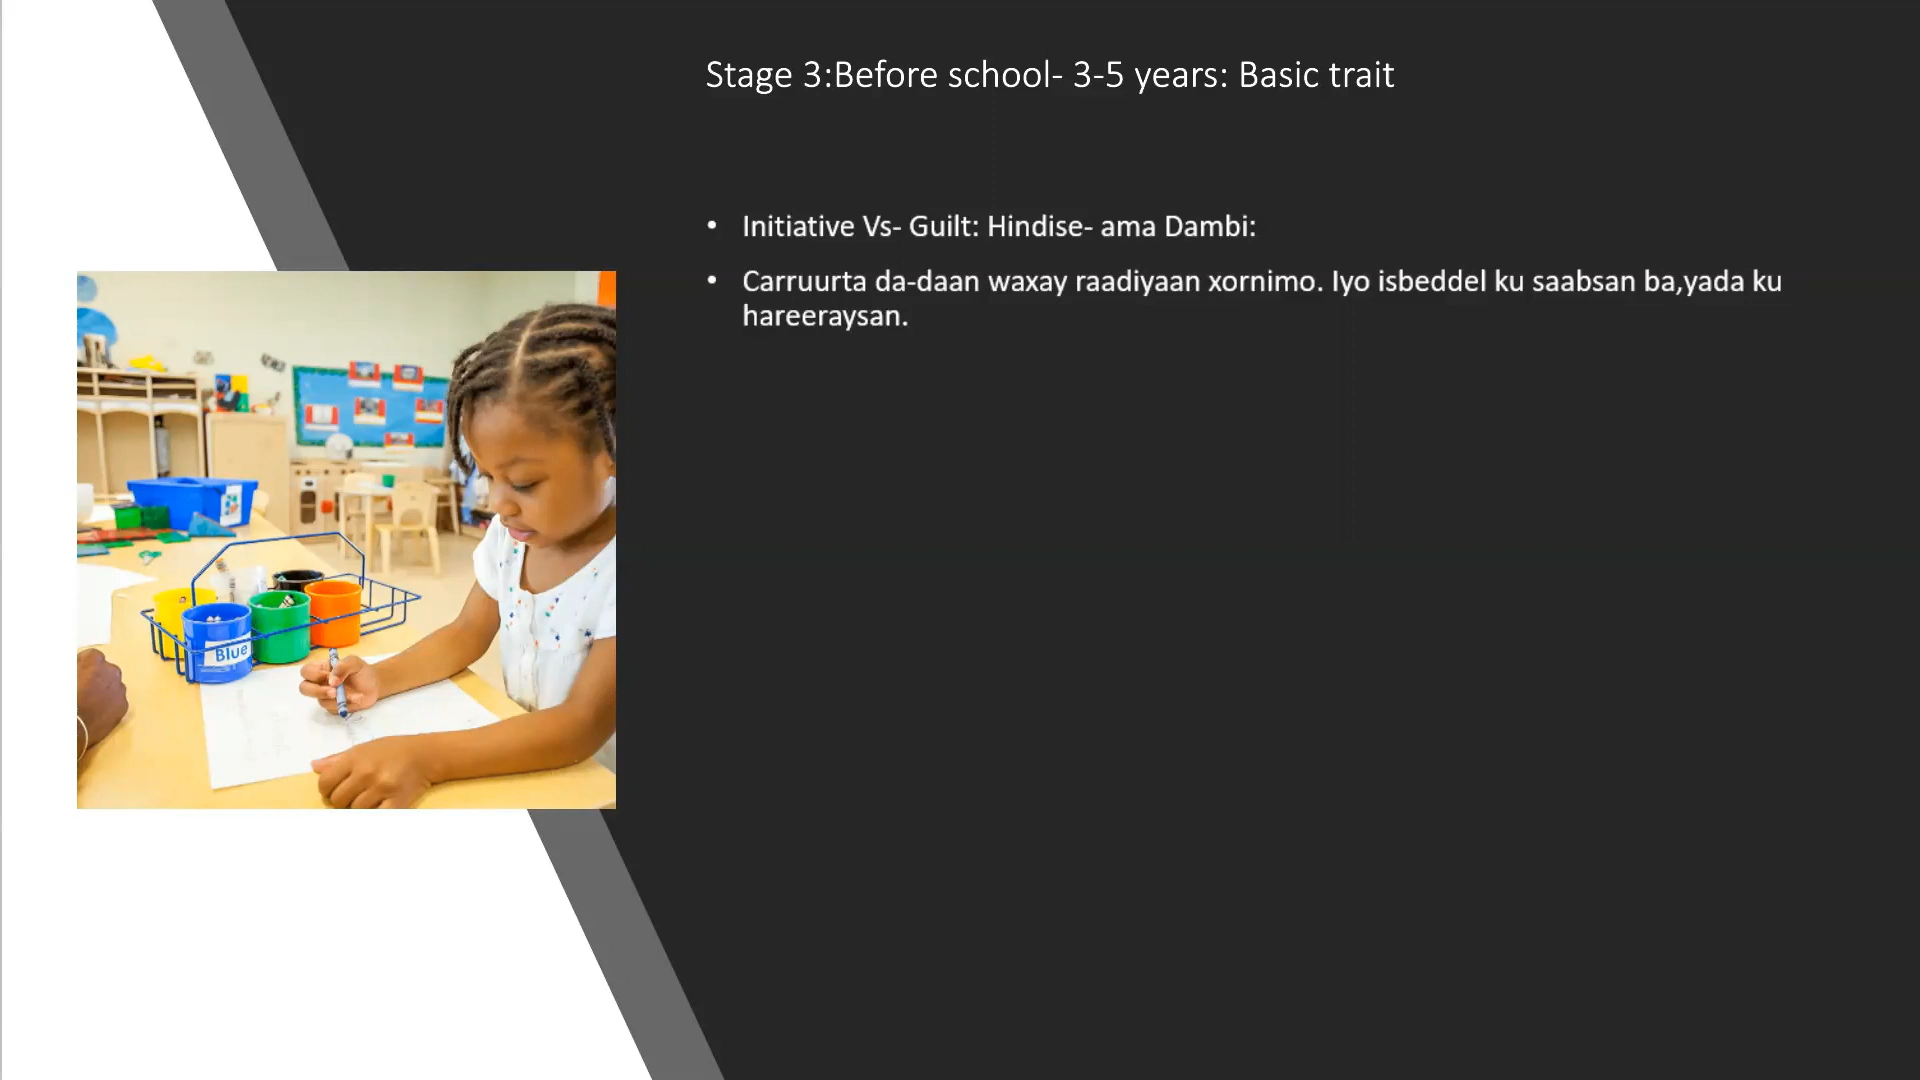 Stage 3:Before school- 3-5 years: Basic trait
• Initiative Vs- Guilt: Hindise- ama Dambi:
• Carruurta da-daan waxay raadiyaan xornimo. Iyo isbeddel ku saabsan ba,yada ku
hareeraysan.
Blue